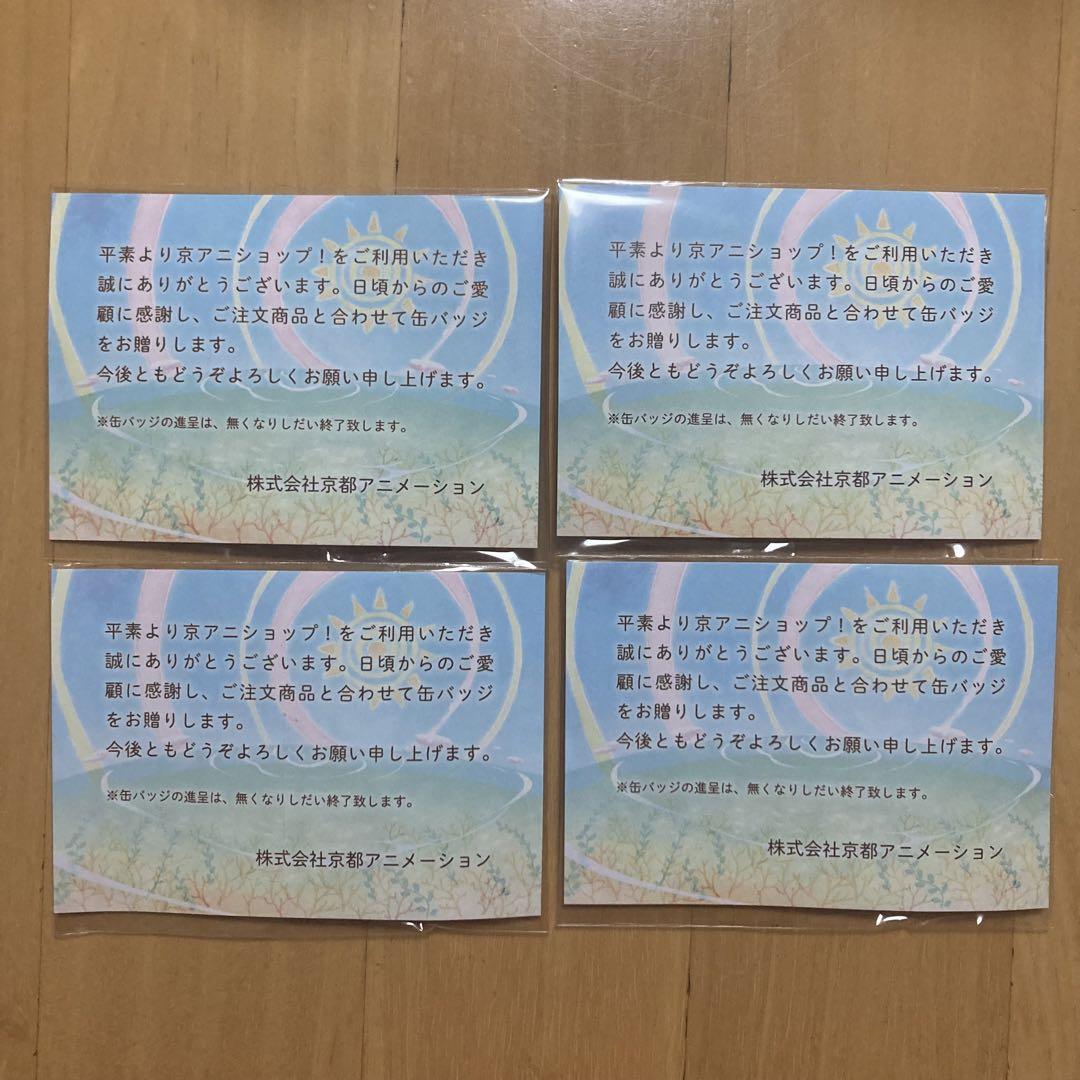 平素より京アニショップ！をご利用いただき
誠にありがとうございます。日頃からのご愛
顧に感謝し、ご注文商品と合わせて缶バッジ
をお贈りします。
今後ともどうぞよろしくお願い申し上げます。
※缶バッジの進呈は、無くなりしだい終了致します。
株式会社京都アニメーション
平素より京アニショップ！をご利用いただき
誠にありがとうございます。日頃からのご愛
顧に感謝し、ご注文商品と合わせて缶バッジ
をお贈りします。
今後ともどうぞよろしくお願い申し上げます。
※缶バッジの進呈は、無くなりしだい終了致します。
株式会社京都アニメーション
平素より京アニショップ！をご利用いただき
誠にありがとうございます。日頃からのご愛
顧に感謝し、ご注文商品と合わせて缶バッジ
をお贈りします。
今後ともどうぞよろしくお願い申し上げます。
※缶バッジの進呈は、無くなりしだい終了致します。
株式会社京都アニメーション
平素より京アニショップ！をご利用いただき
誠にありがとうございます。日頃からのご愛
顧に感謝し、ご注文商品と合わせて缶バッジ
をお贈りします。
今後ともどうぞよろしくお願い申し上げます。
※缶バッジの進呈は、無くなりしだい終了致します。
株式会社京都アニメーション